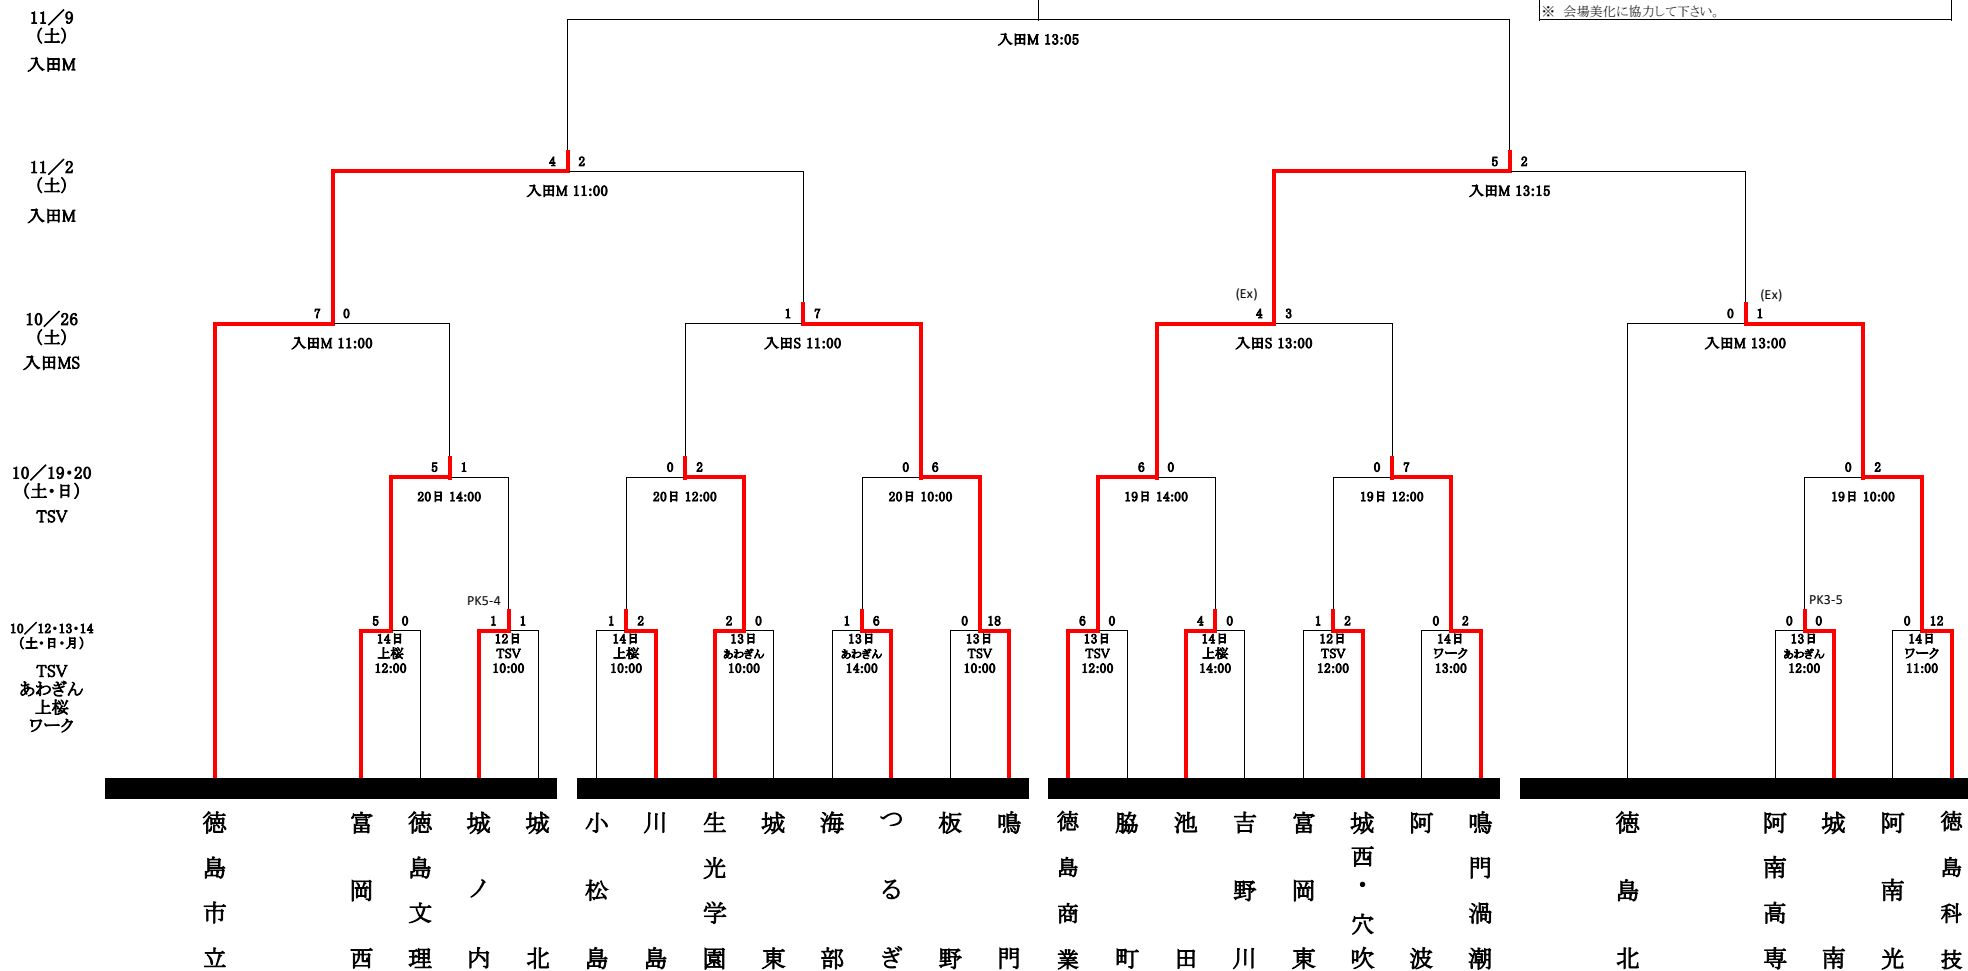 ※ 会場美化に協力して下さい。
11／9
（土）
入田M
入田M 13:05
11／2
（土）
入田M
4 2
入田M 11:00
5 2
入田M 13:15
10／26
（土）
入田MS
7 0
入田M 11:00
1 7
入田S 11:00
(Ex)
4 3
入田S 13:00
(Ex)
0 1
入田M 13:00
10／19・20
（土・日）
TSV
5 1
20日 14:00
0 2
20日 12:00
0 6
20日 10:00
6 0
19日 14:00
0 7
19日 12:00
0 2
19日 10:00
10／12・13・14
（土・日・月）
TSV
あわぎん
上桜
ワーク
5 0
14日
上桜
12:00
PK5-4
1 1
12日
TSV
10:00
1 2
14日
上桜
10:00
2 0
13日
あわぎん
10:00
1 6
13日
あわぎん
14:00
0 18
13日
TSV
10:00
6 0
13日
TSV
12:00
4 0
14日
上桜
14:00
1 2
12日
TSV
12:00
0 2
14日
ワーク
13:00
PK3-5
0 0
13日
あわぎん
12:00
0 12
14日
ワーク
11:00
徳島市立
富岡西
徳島文理
城ノ内
城北
小松島
川島
生光学園
城東
海部
つるぎ
板野
鳴門
徳島商業
脇町
池田
吉野川
富岡東
城西・穴吹
阿波
鳴門渦潮
徳島北
阿南高専
城南
阿南光
徳島科技